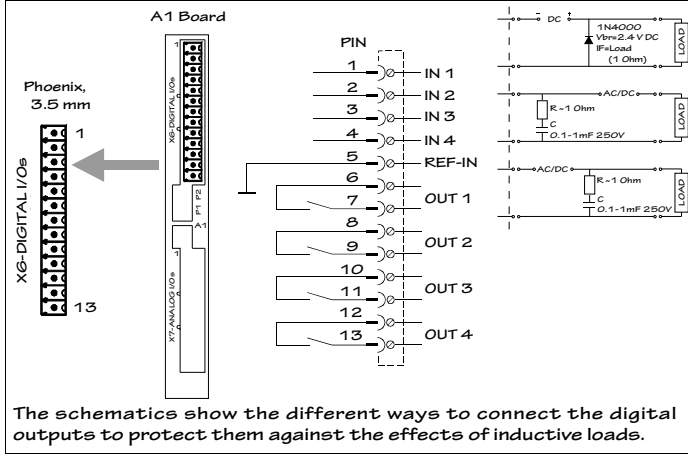 A1 Board
Phoenix,
3.5 mm
X6-DIGITAL I/Os
1
13
1
X6-DIGITAL I/Os
P1 P2
A1
1
X7-ANALOG I/Os
PIN
1 IN 1
2 IN 2
3 IN 3
4 IN 4
5 REF-IN
6
7
OUT 1
8
9
OUT 2
10
11
OUT 3
12
13
OUT 4
- DC +
1N4000
Vbr=2.4 V DC
IF=Load
(1 Ohm)
LOAD
AC/DC
R~1 Ohm
C
0.1-1mF 250V
LOAD
AC/DC
R~1 Ohm
C
0.1-1mF 250V
LOAD
The schematics show the different ways to connect the digital
outputs to protect them against the effects of inductive loads.